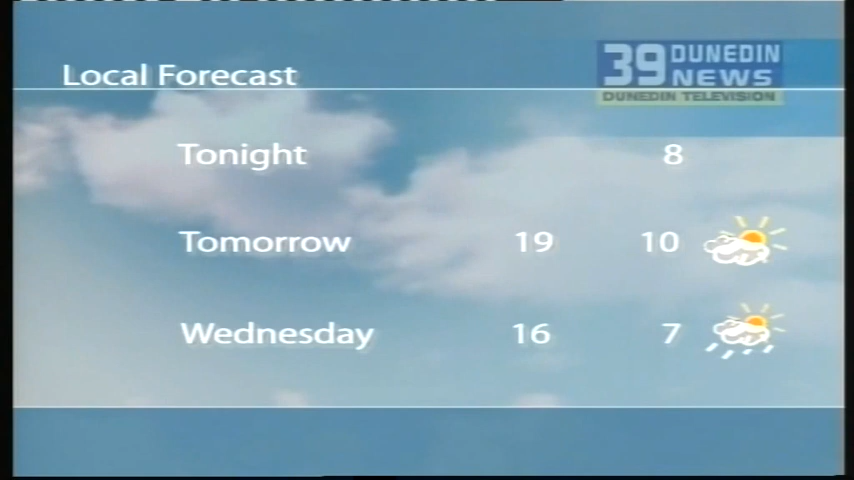 Local Forecast
39 DUNEDIN NEWS
DUNEDIN TELEVISION
Tonight 8
Tomorrow 19 10
Wednesday 16 7